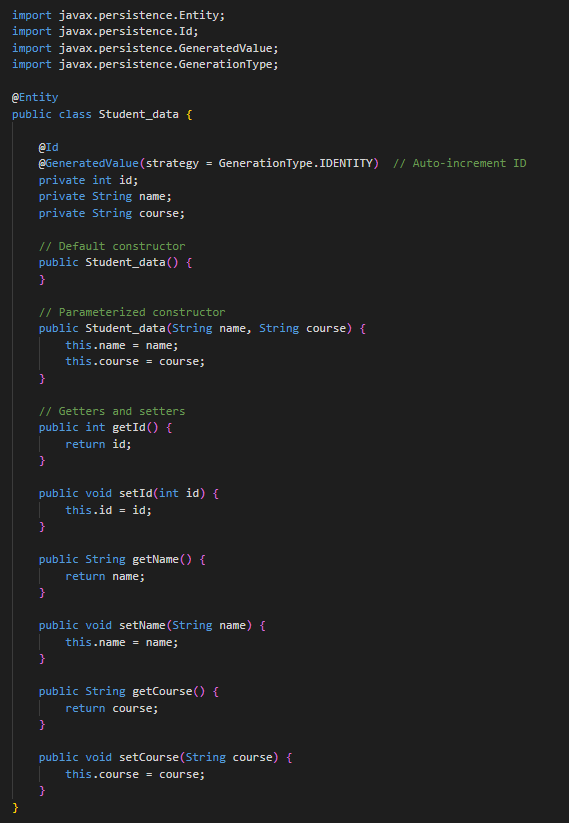 import javax.persistence.Entity;
import javax.persistence.Id;
import javax.persistence.GeneratedValue;
import javax.persistence.GenerationType;
@Entity
public class Student_data {
@Id
@GeneratedValue(strategy = GenerationType.IDENTITY)  // Auto-increment ID
private int id;
private String name;
private String course;
// Default constructor
public Student_data() {
}
// Parameterized constructor
public Student_data(String name, String course) {
this.name = name;
this.course = course;
}
// Getters and setters
public int getId() {
return id;
}
public void setId(int id) {
this.id = id;
}
public String getName() {
return name;
}
public void setName(String name) {
this.name = name;
}
public String getCourse() {
return course;
}
public void setCourse(String course) {
this.course = course;
}
}